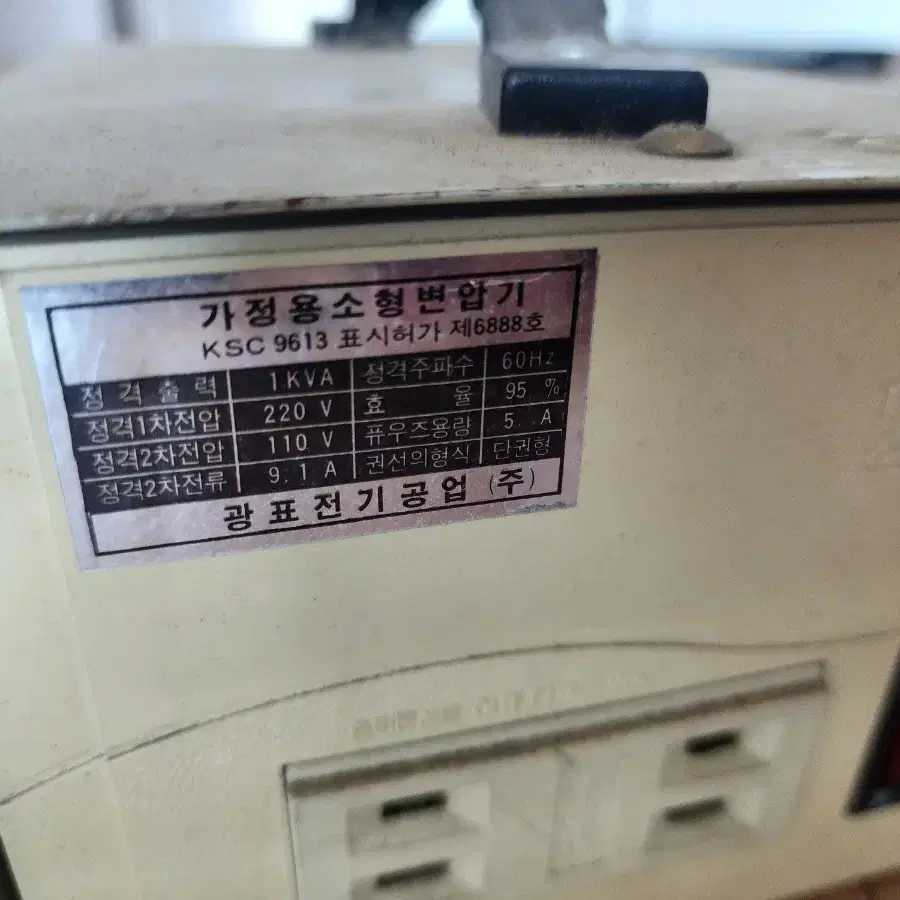 가정용소형변압기
KSC 9613 표시허가 제6888호
정격출력 1KVA 정격주파수 60Hz
정격1차전압 220 V 효율 95 %
정격2차전압 110 V 퓨우즈용량 5. A
정격2차전류 9.1 A 권선의형식 단권형
광표전기공업 (주)